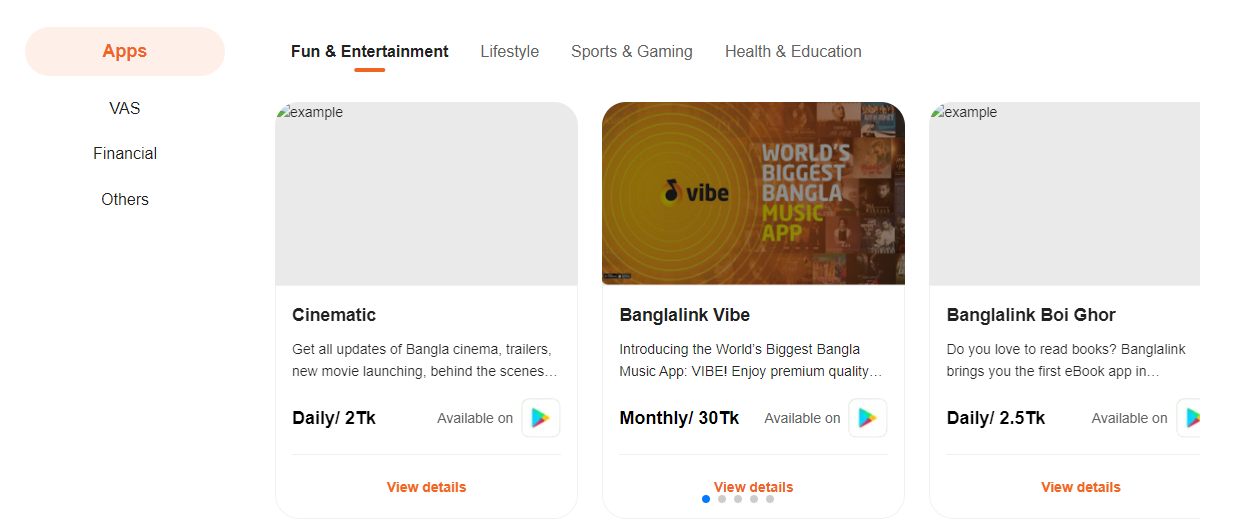 Apps
VAS
Financial
Others
Fun & Entertainment Lifestyle Sports & Gaming Health & Education
example
Cinematic
Get all updates of Bangla cinema, trailers,
new movie launching, behind the scenes...
Daily/ 2Tk Available on
View details
vibe
WORLD'S
BIGGEST
BANGLA
MUSIC
APP
Banglalink Vibe
Introducing the World's Biggest Bangla
Music App: VIBE! Enjoy premium quality...
Monthly/ 30Tk Available on
View details
example
Banglalink Boi Ghor
Do you love to read books? Banglalink
brings you the first eBook app in...
Daily/ 2.5Tk Available on
View details